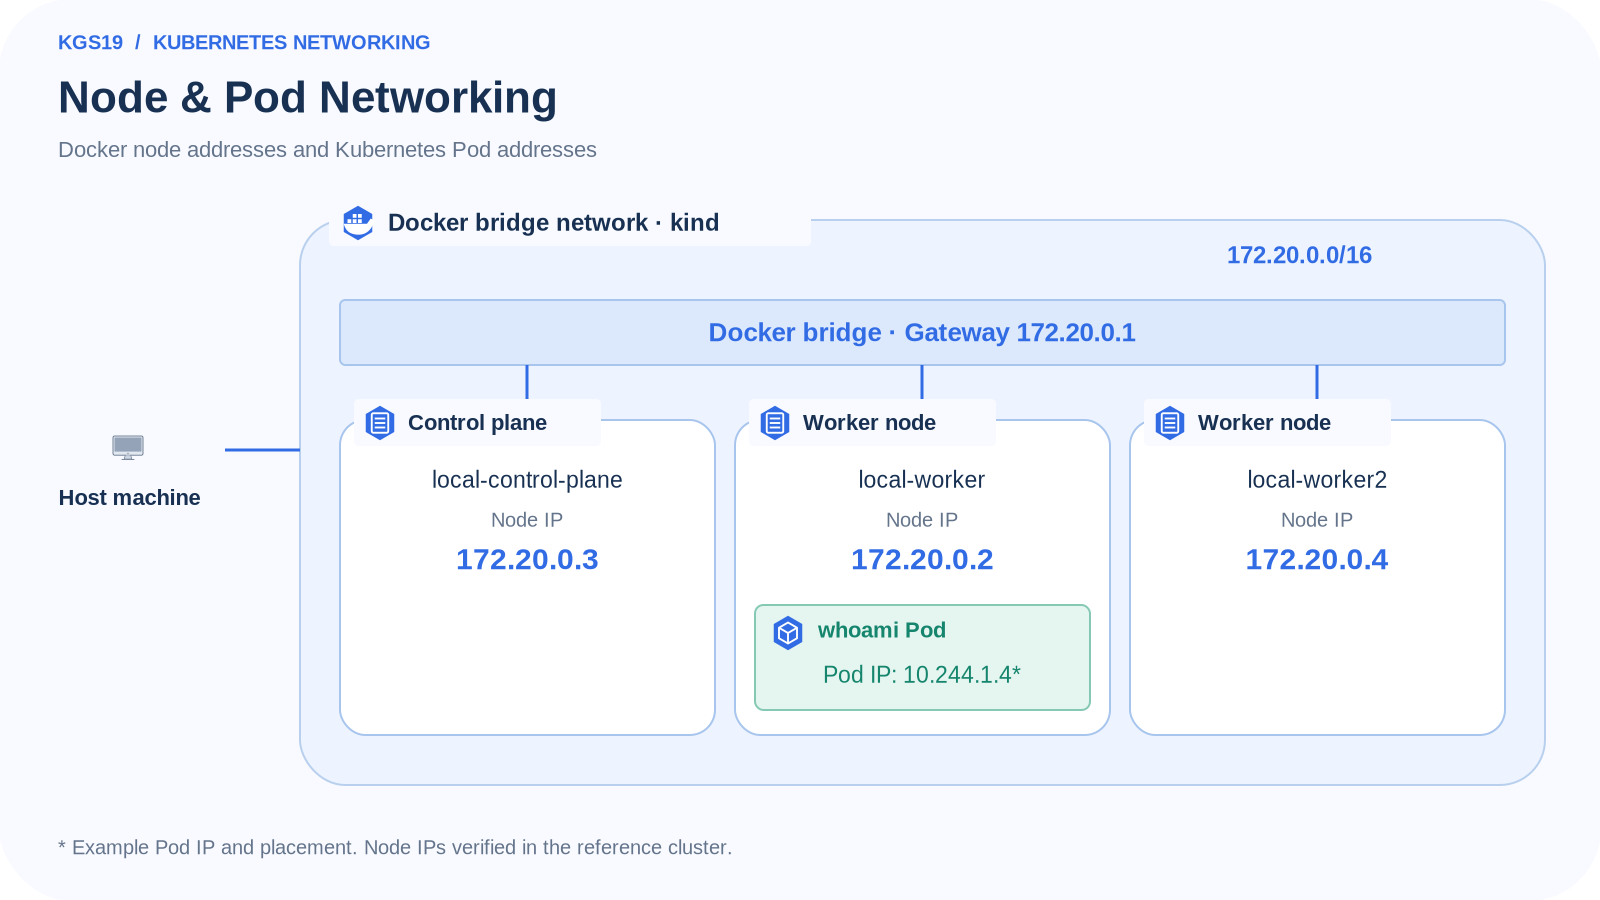 KGS19 / KUBERNETES NETWORKING
Node & Pod Networking
Docker node addresses and Kubernetes Pod addresses
Docker bridge network · kind
172.20.0.0/16
Docker bridge · Gateway 172.20.0.1
Host machine
Control plane
local-control-plane
Node IP
172.20.0.3
Worker node
local-worker
Node IP
172.20.0.2
whoami Pod
Pod IP: 10.244.1.4*
Worker node
local-worker2
Node IP
172.20.0.4
* Example Pod IP and placement. Node IPs verified in the reference cluster.